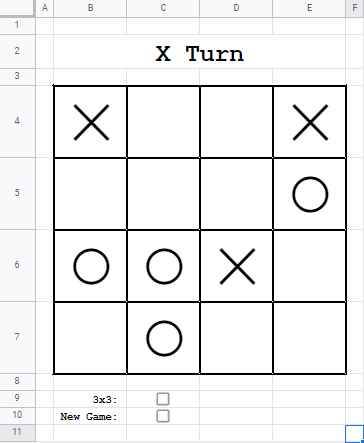 A B C D E F
1
2 X Turn
3
4 X X
5 O
6 O O X
7 O
8
9 3x3:
10 New Game:
11